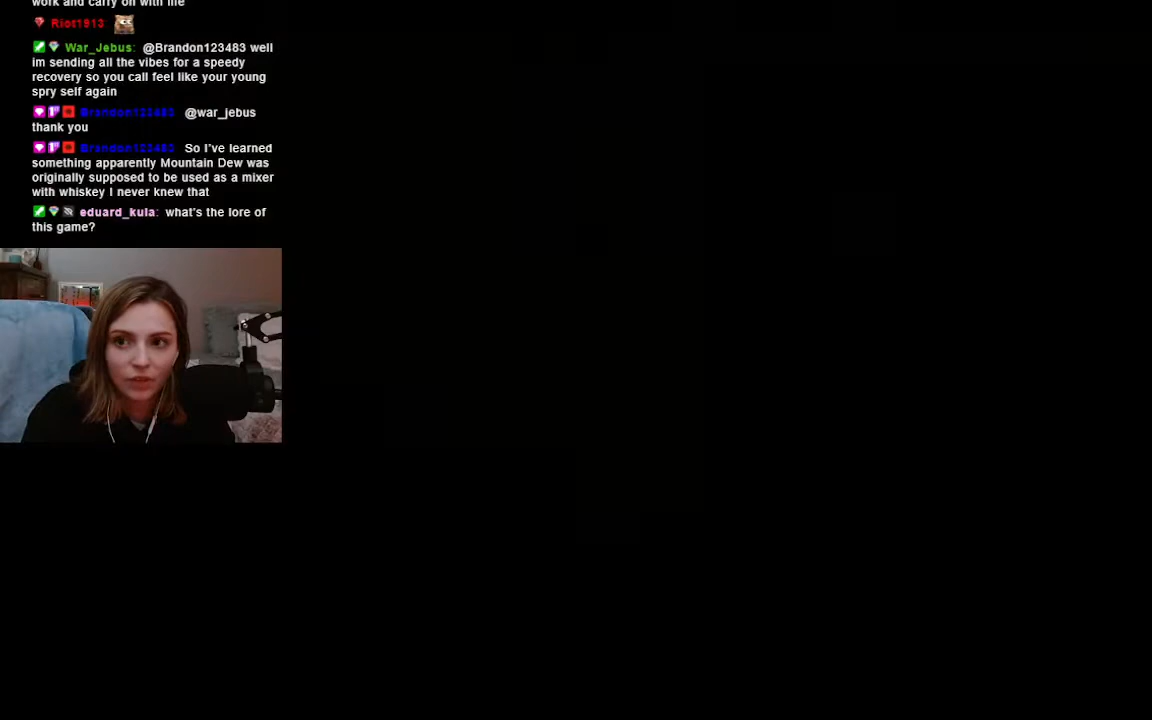 work and carry on with life
Riot1913
War_Jebus: @Brandon123483 well
im sending all the vibes for a speedy
recovery so you call feel like your young
spry self again
Brandon123483 @war_jebus
thank you
Brandon123483 So I've learned
something apparently Mountain Dew was
originally supposed to be used as a mixer
with whiskey I never knew that
eduard_kula: what's the lore of
this game?